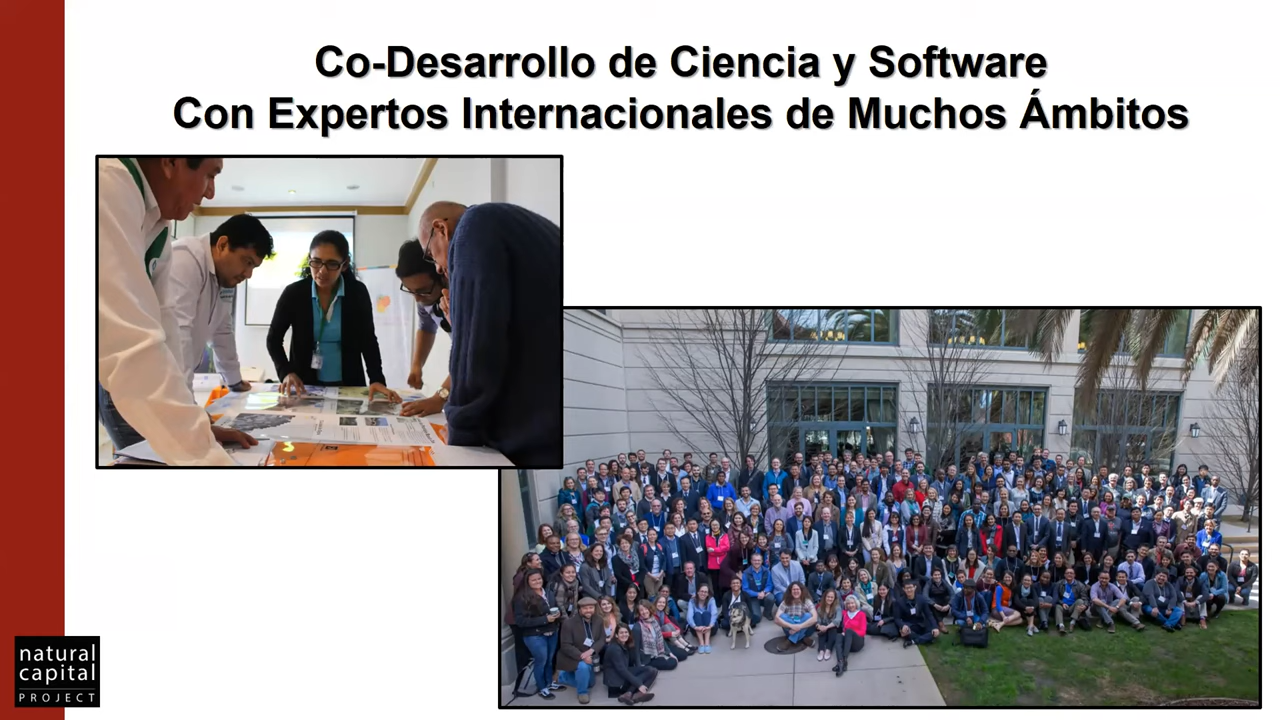 Co-Desarrollo de Ciencia y Software
Con Expertos Internacionales de Muchos Ámbitos
natural
capital
PROJECT